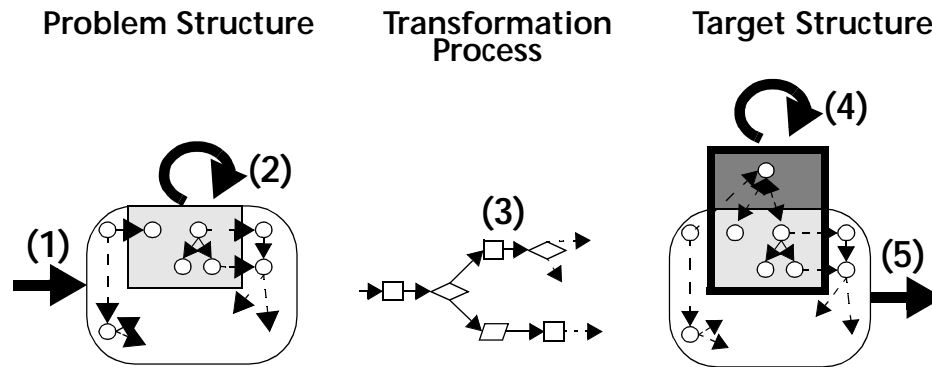 Problem Structure
Transformation
Process
Target Structure
(1)
(2)
(3)
(4)
(5)